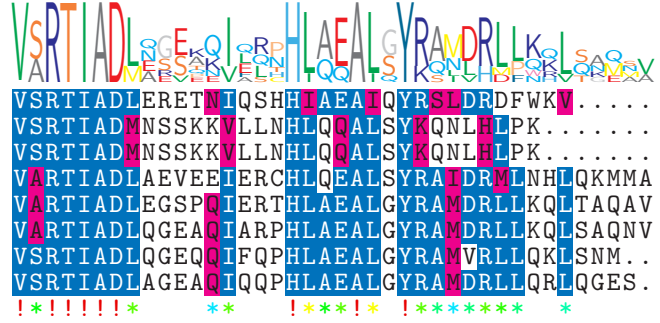 VSRTIADLERETNIQSHHIAEAIQYRSLDRDFWKV.....
VSRTIADMNSSKKVLLNHLQQALSYKQNLHLPK.......
VSRTIADMNSSKKVLLNHLQQALSYKQNLHLPK.......
VARTIADLAEVEEIERCHLQEALSYRAIDRMLNHLQKMMA
VARTIADLEGSPQIERTHLAEALGYRAMDRLLKQLTAQAV
VARTIADLQGEAQIARPHLAEALGYRAMDRLLKQLSAQNV
VSRTIADLQGEQQIFQPHLAEALGYRAMVRLLQKLSNM..
VSRTIADLAGEAQIQQPHLAEALGYRAMDRLLQRLQGES.
!*!!!!!*    **   !***!* !*******  *